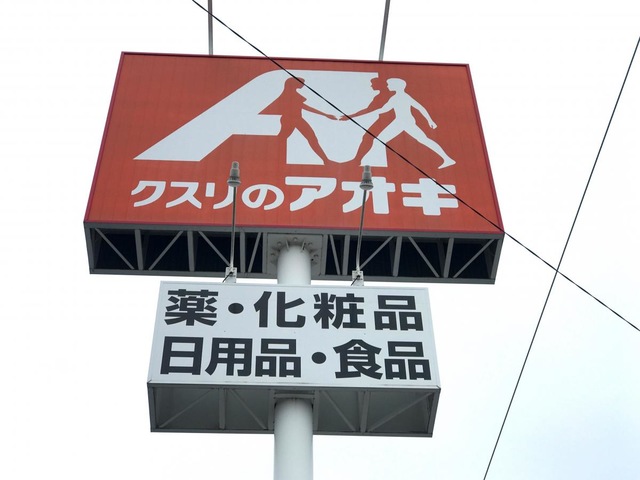 クスリのアオキ
薬・化粧品
日用品・食品